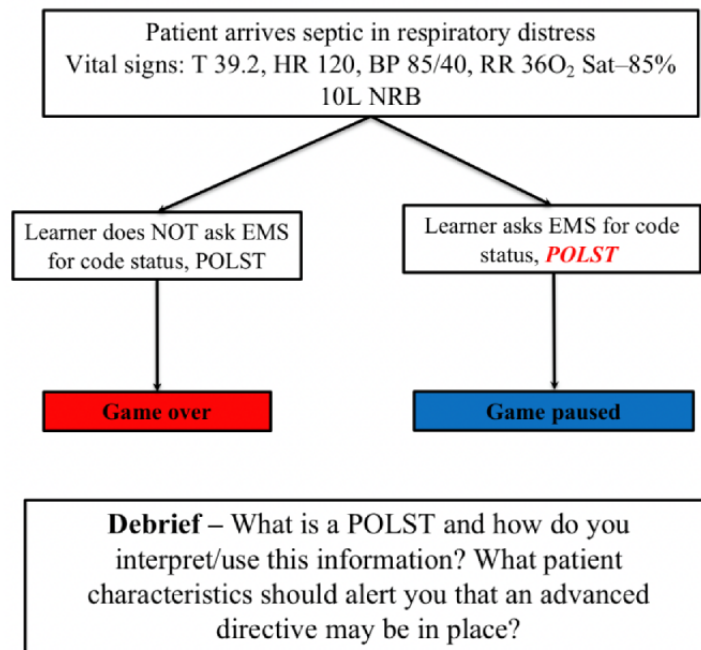 Patient arrives septic in respiratory distress
Vital signs: T 39.2, HR 120, BP 85/40, RR 36O₂ Sat–85%
10L NRB
Learner does NOT ask EMS
for code status, POLST
Learner asks EMS for code
status, POLST
Game over
Game paused
Debrief – What is a POLST and how do you
interpret/use this information? What patient
characteristics should alert you that an advanced
directive may be in place?